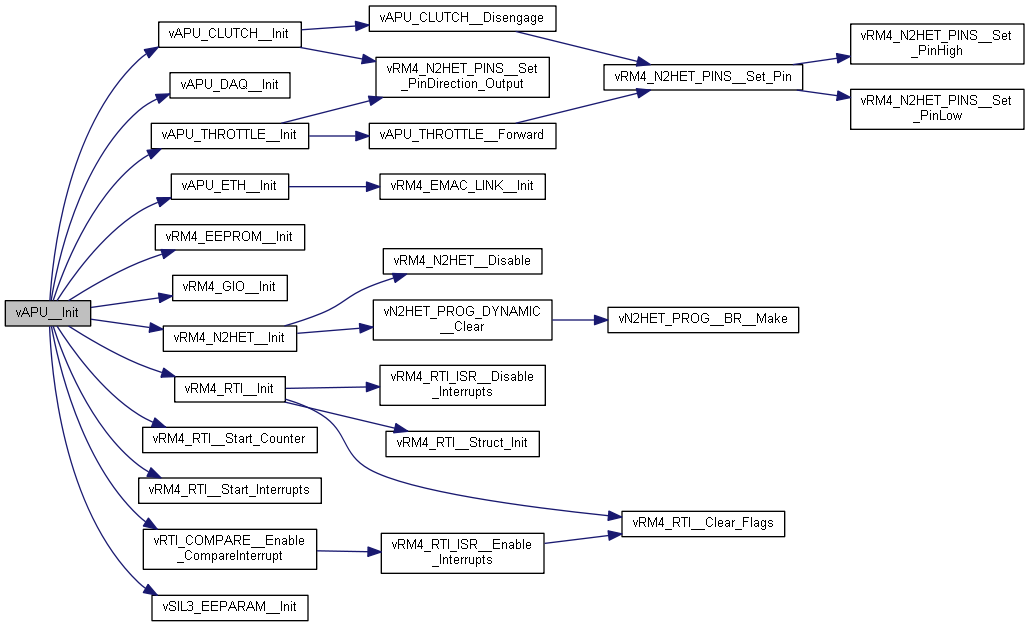 vAPU_CLUTCH__Init
vAPU_CLUTCH__Disengage
vRM4_N2HET_PINS__Set
_PinHigh
vRM4_N2HET_PINS__Set
_PinDirection_Output
vRM4_N2HET_PINS__Set_Pin
vAPU_DAQ__Init
vRM4_N2HET_PINS__Set
_PinLow
vAPU_THROTTLE__Init
vAPU_THROTTLE__Forward
vAPU_ETH__Init
vRM4_EMAC_LINK__Init
vRM4_EEPROM__Init
vRM4_N2HET__Disable
vRM4_GIO__Init
vAPU__Init
vN2HET_PROG_DYNAMIC
__Clear
vN2HET_PROG__BR__Make
vRM4_N2HET__Init
vRM4_RTI__Init
vRM4_RTI_ISR__Disable
_Interrupts
vRM4_RTI__Start_Counter
vRM4_RTI__Struct_Init
vRM4_RTI__Start_Interrupts
vRM4_RTI__Clear_Flags
vRTI_COMPARE__Enable
_CompareInterrupt
vRM4_RTI_ISR__Enable
_Interrupts
vSIL3_EEPARAM__Init